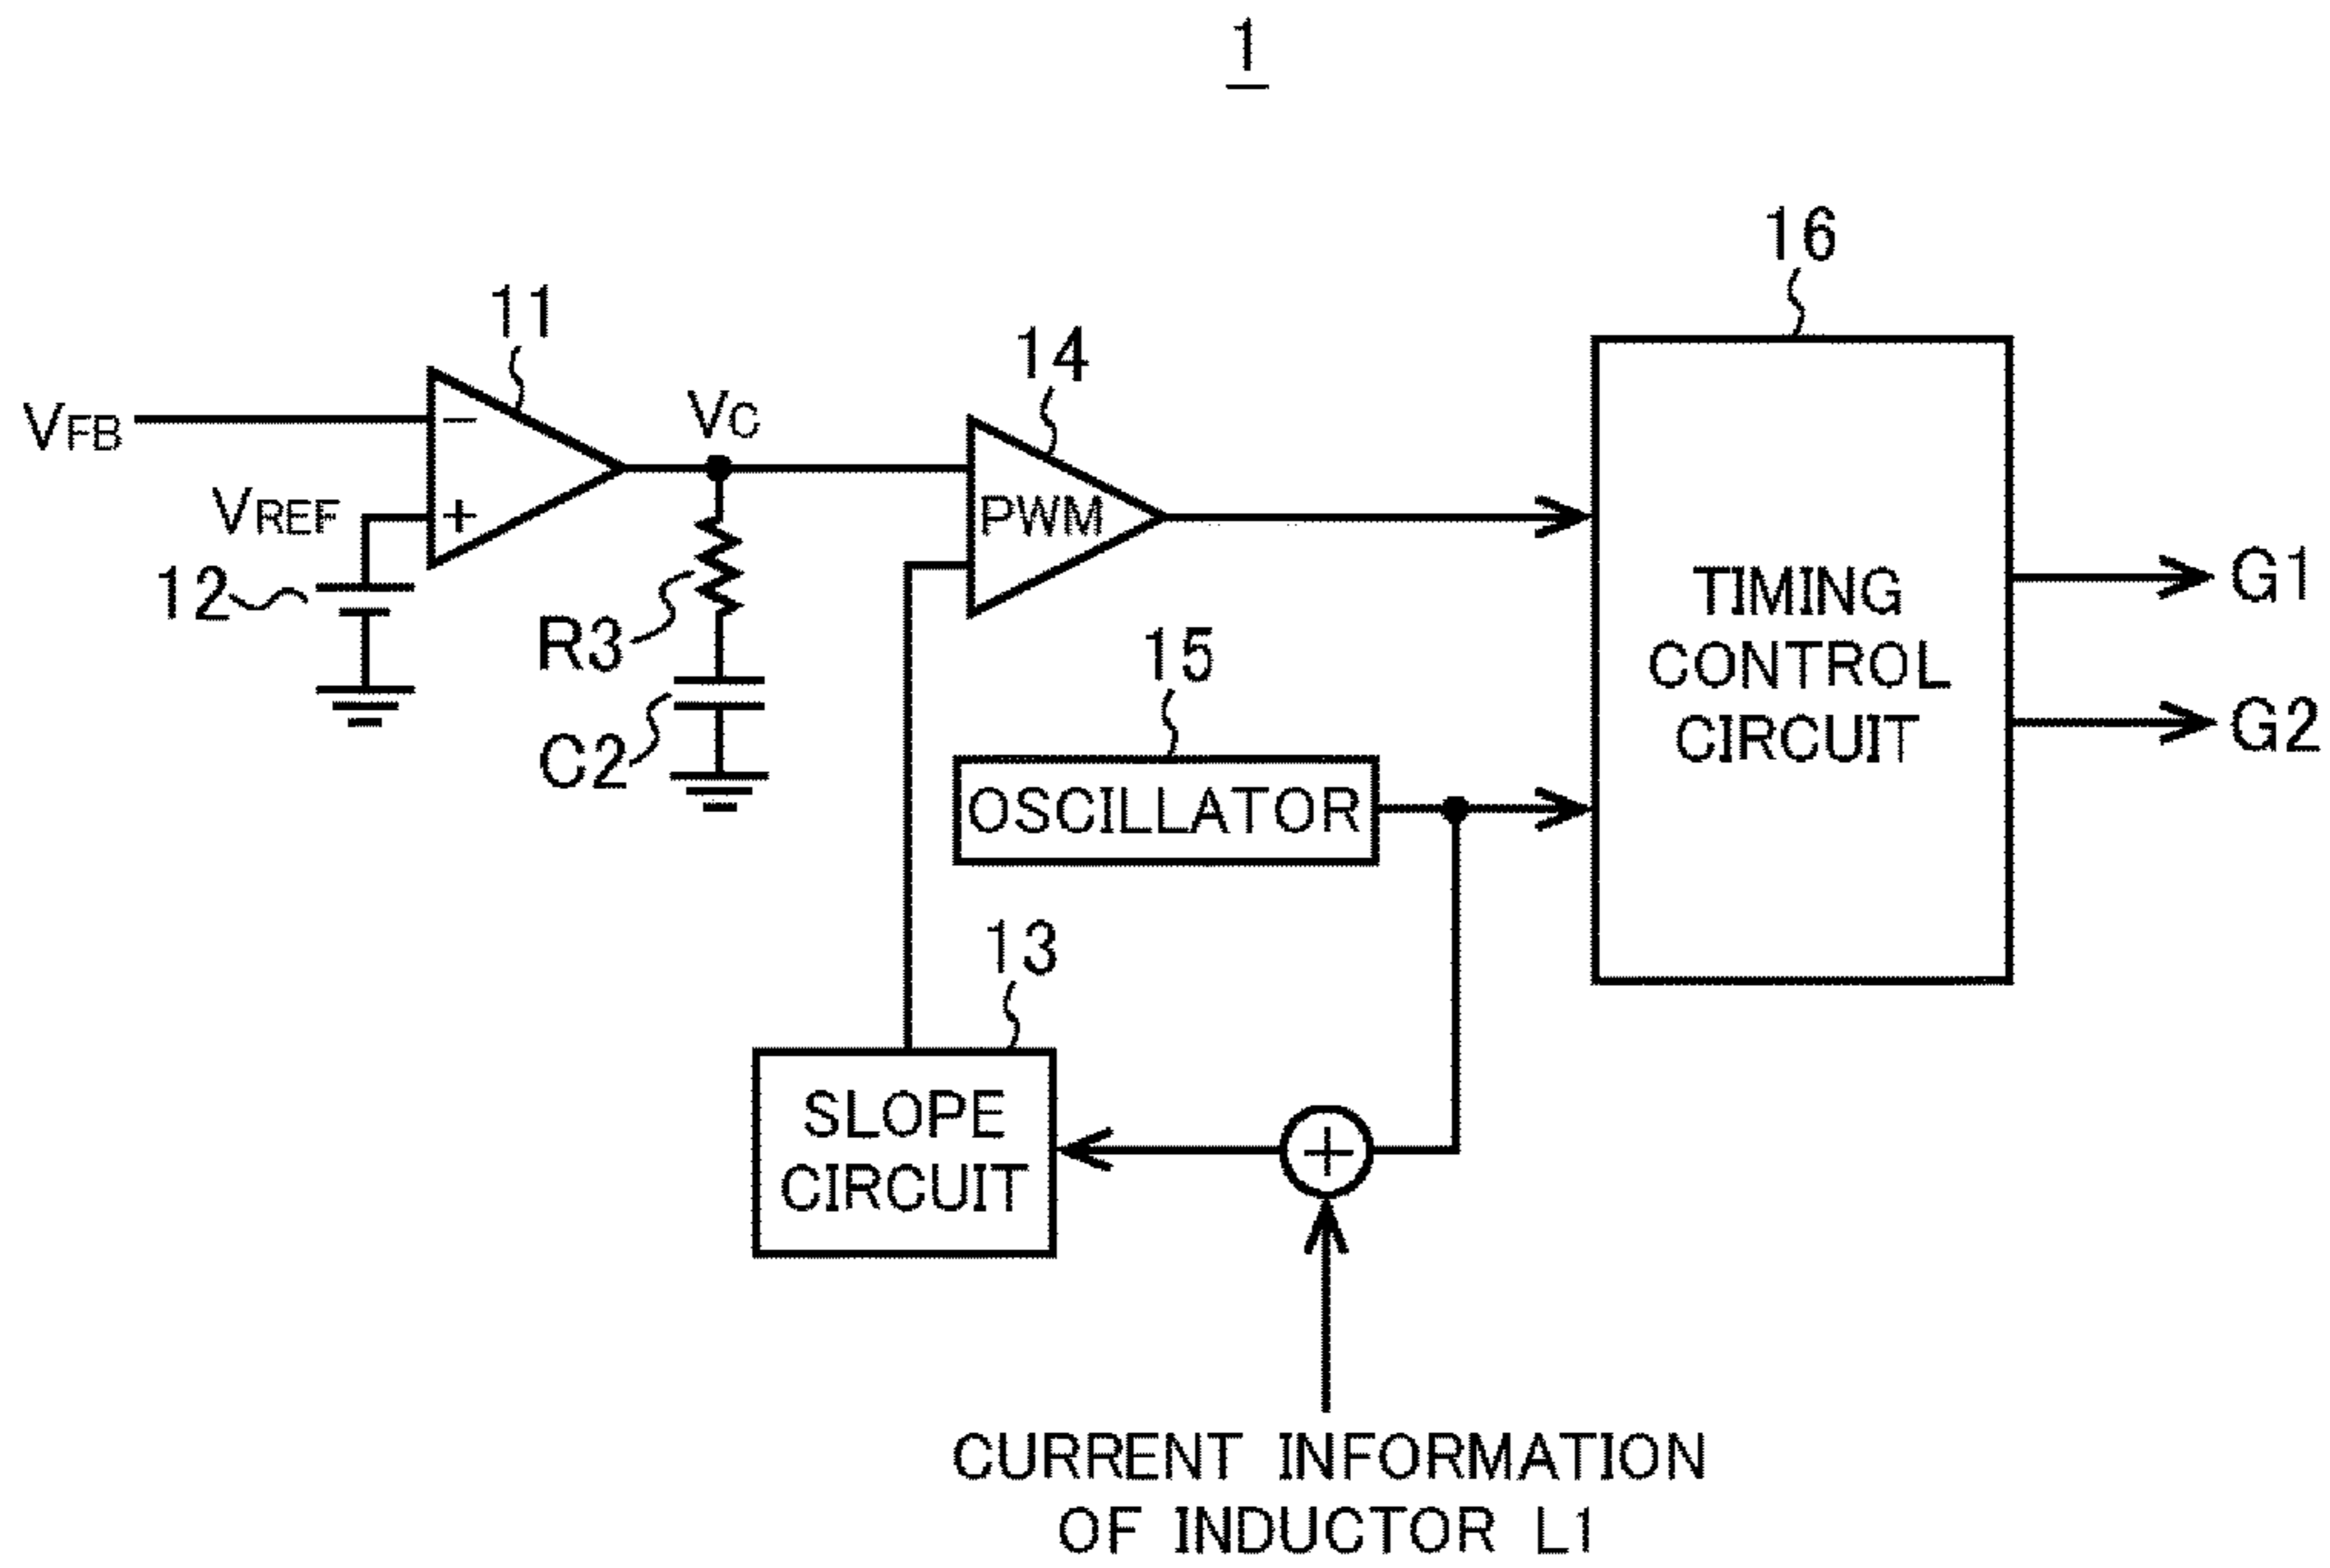 1
16
11
14
VC
VFB
−
PWM
VREF
+
12
TIMING
CONTROL
CIRCUIT
G1
R3
15
G2
C2
OSCILLATOR
13
SLOPE
CIRCUIT
+
CURRENT INFORMATION
OF INDUCTOR L1